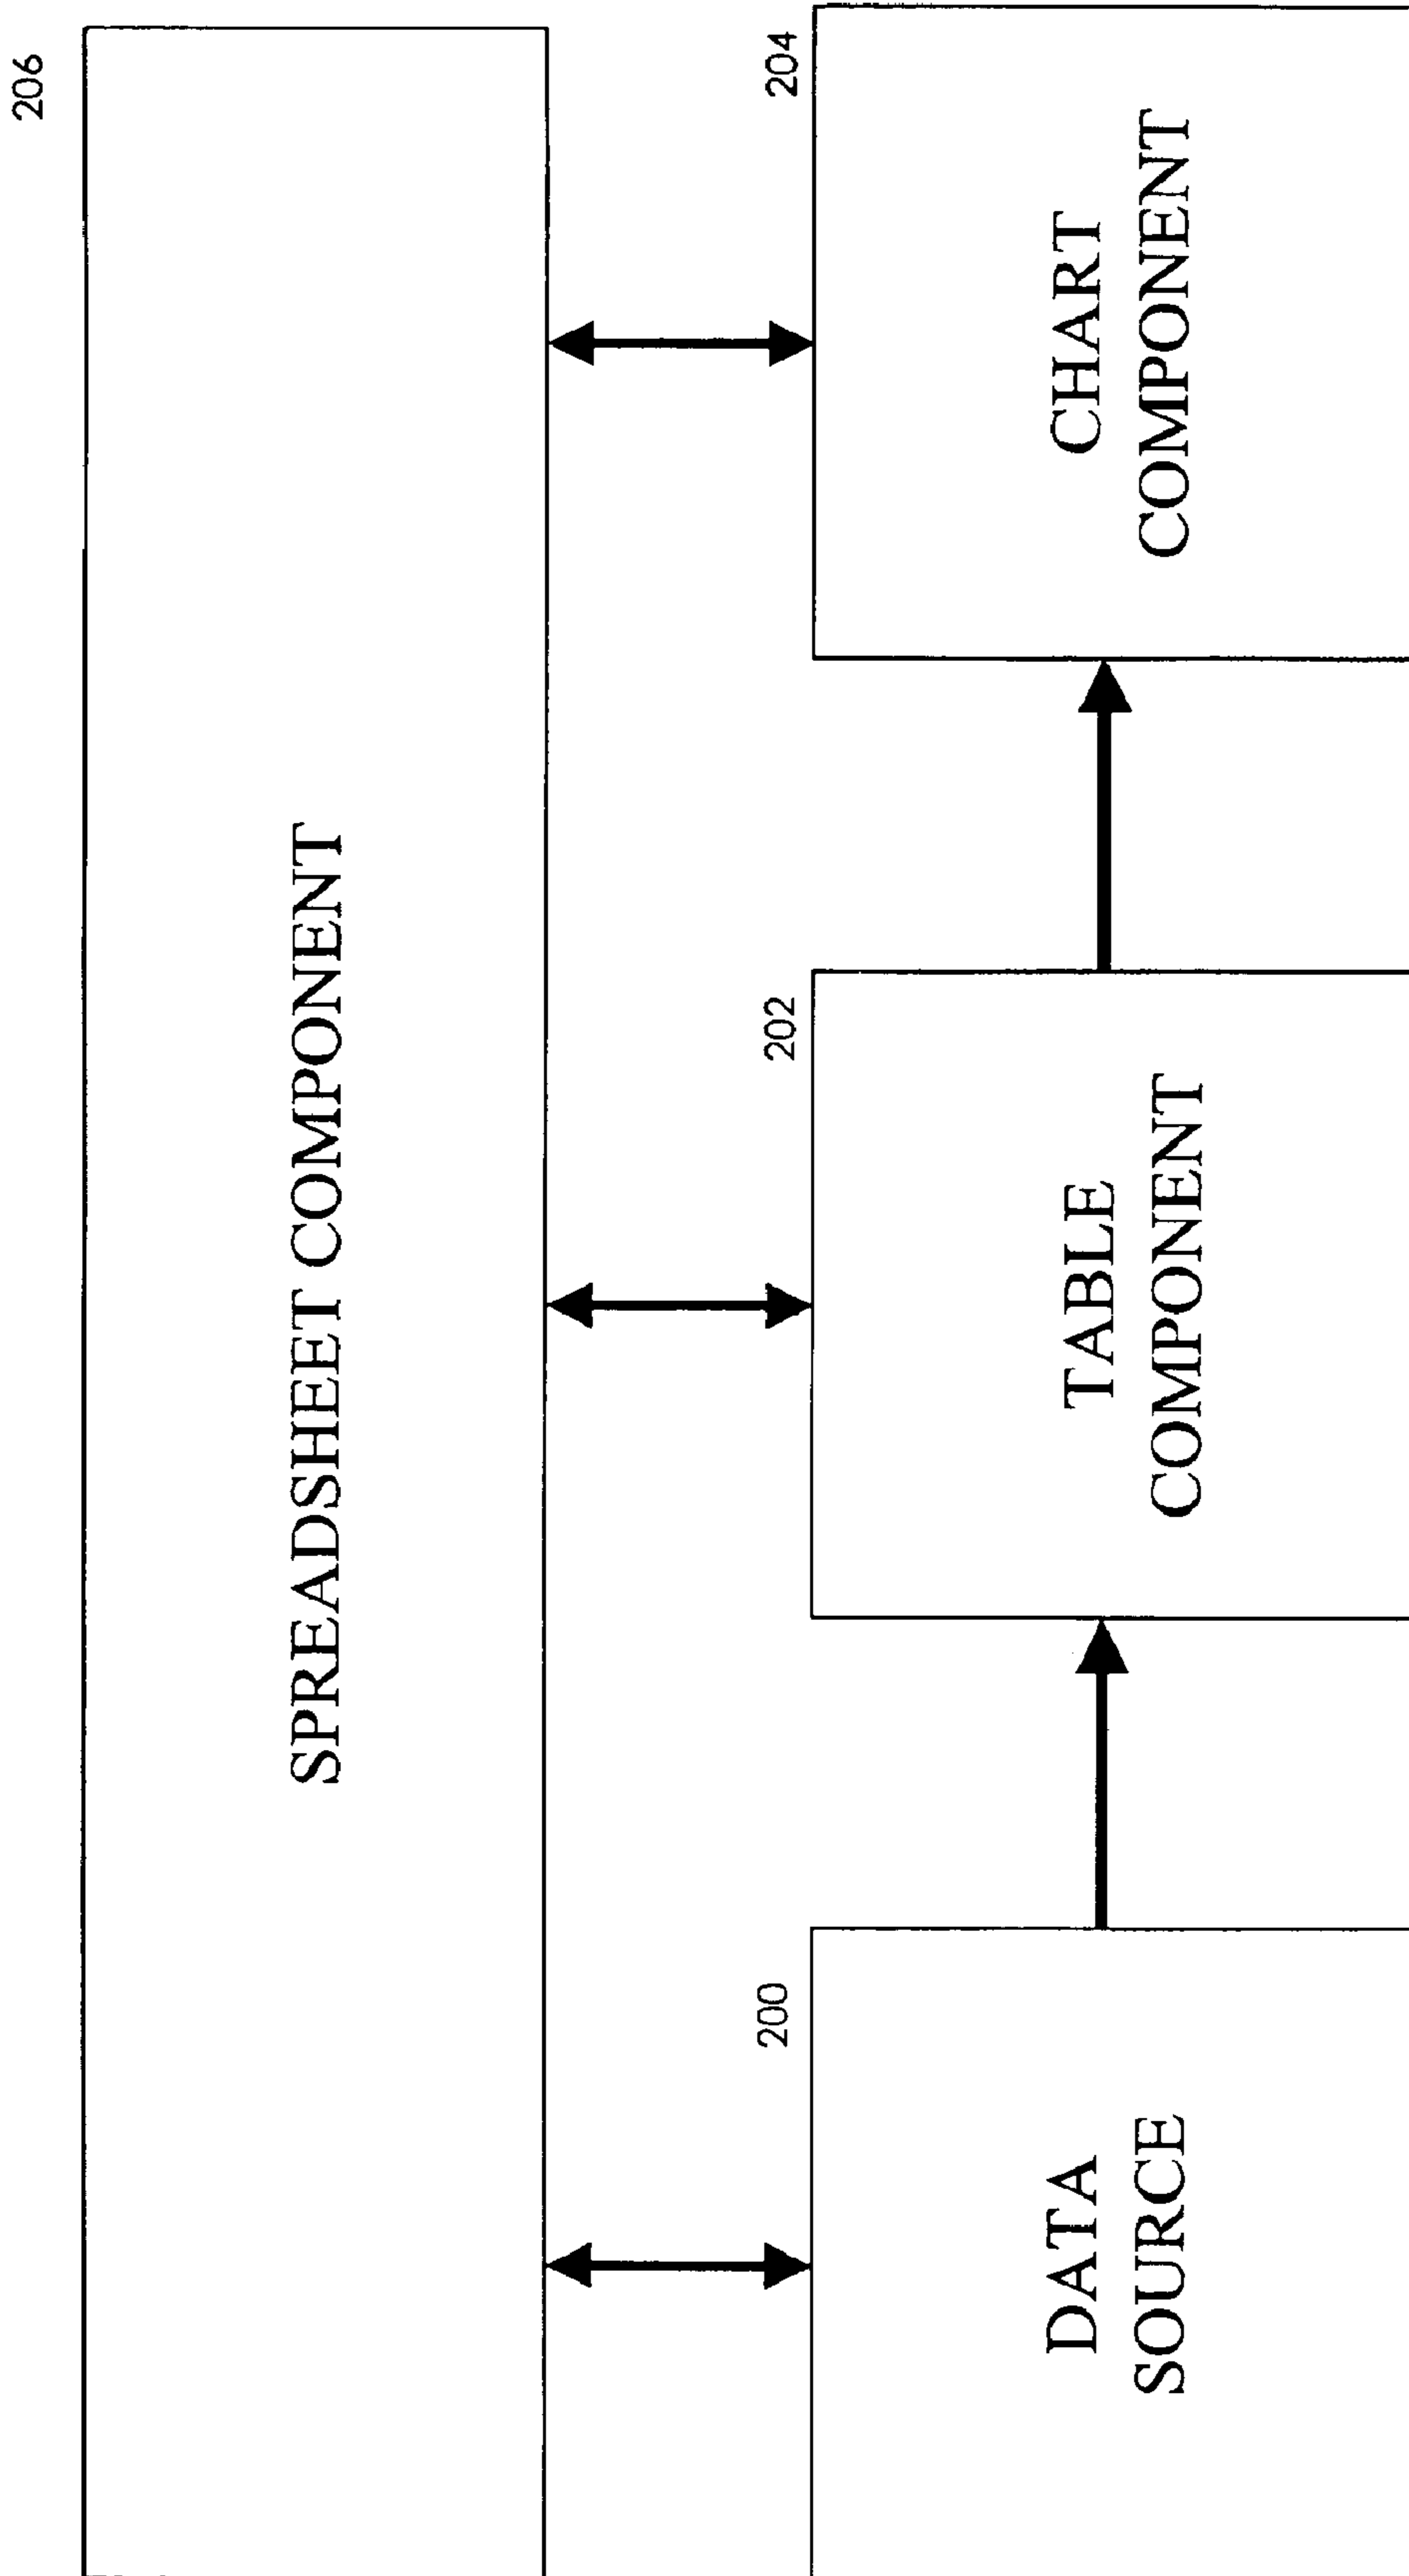 206
SPREADSHEET COMPONENT
200
DATA
SOURCE
202
TABLE
COMPONENT
204
CHART
COMPONENT